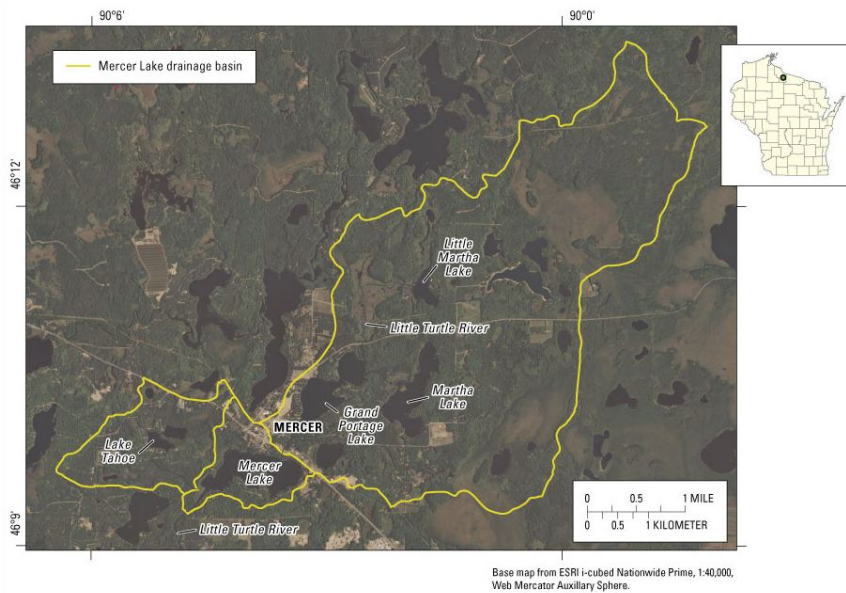 90°6'
90°0'
Mercer Lake drainage basin
46°12'
Little
Martha
Lake
Little Turtle River
Martha
Lake
Grand
Portage
Lake
MERCER
Lake
Tahoe
Mercer
Lake
Little Turtle River
46°9'
0 0.5 1 MILE
0 0.5 1 KILOMETER
Base map from ESRI i-cubed Nationwide Prime, 1:40,000,
Web Mercator Auxillary Sphere.